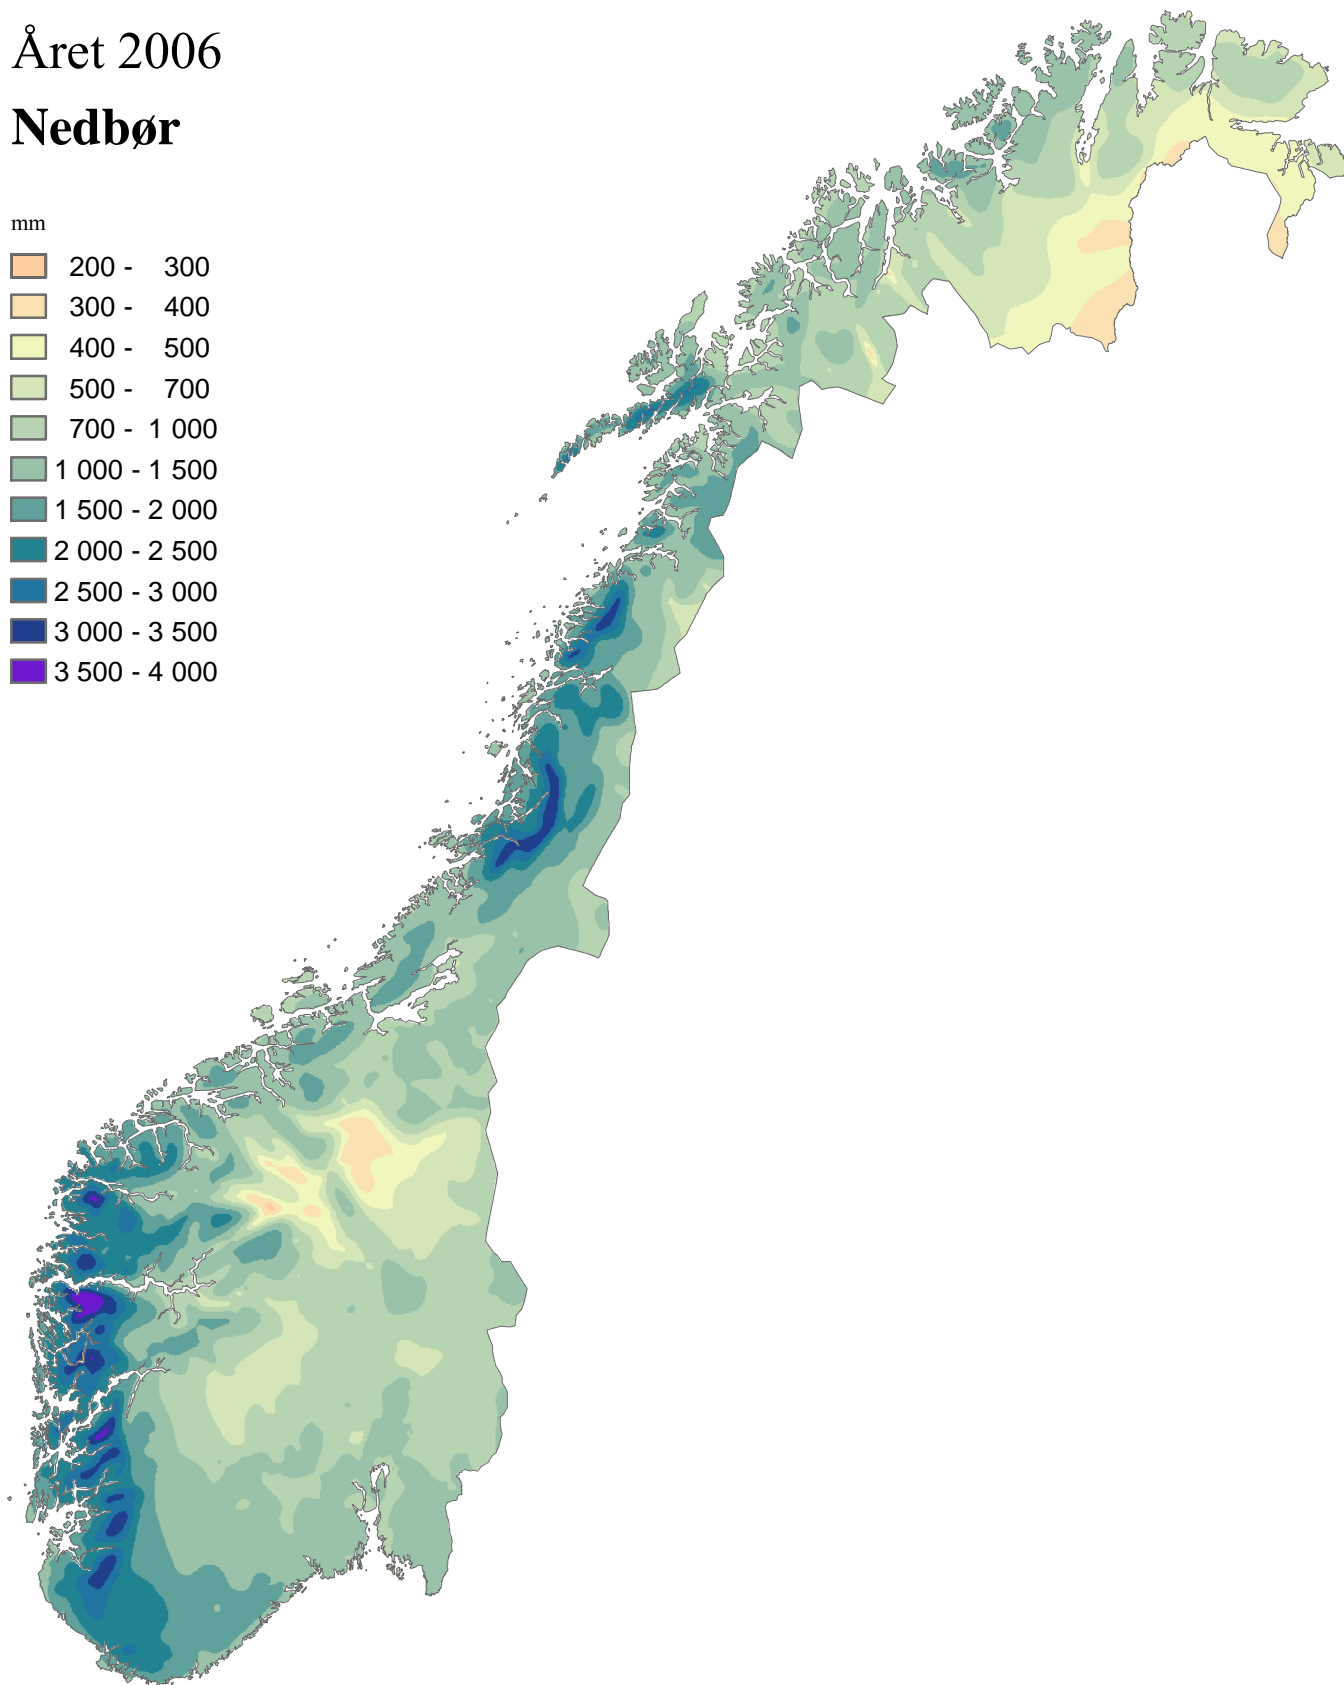 Året 2006
Nedbør
mm
200 - 300
300 - 400
400 - 500
500 - 700
700 - 1 000
1 000 - 1 500
1 500 - 2 000
2 000 - 2 500
2 500 - 3 000
3 000 - 3 500
3 500 - 4 000